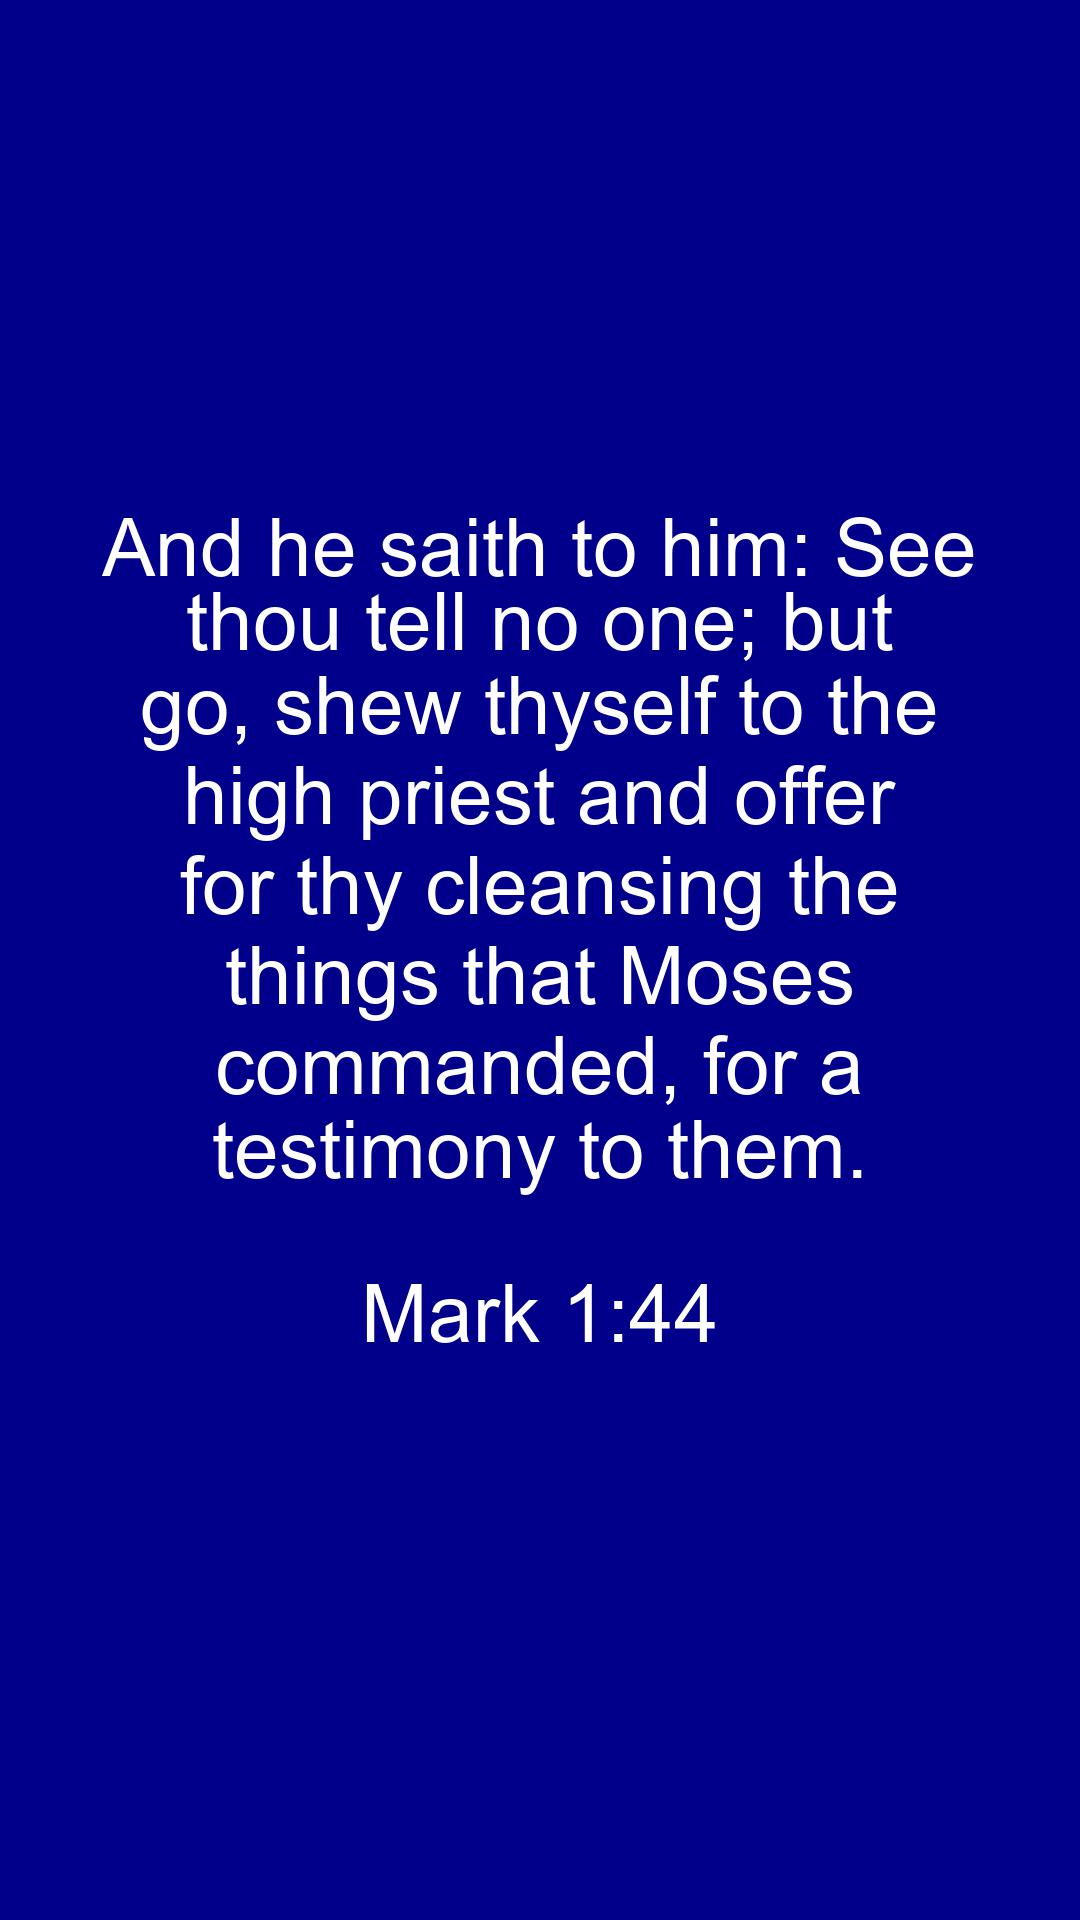 And he saith to him: See
thou tell no one; but
go, shew thyself to the
high priest and offer
for thy cleansing the
things that Moses
commanded, for a
testimony to them.
Mark 1:44